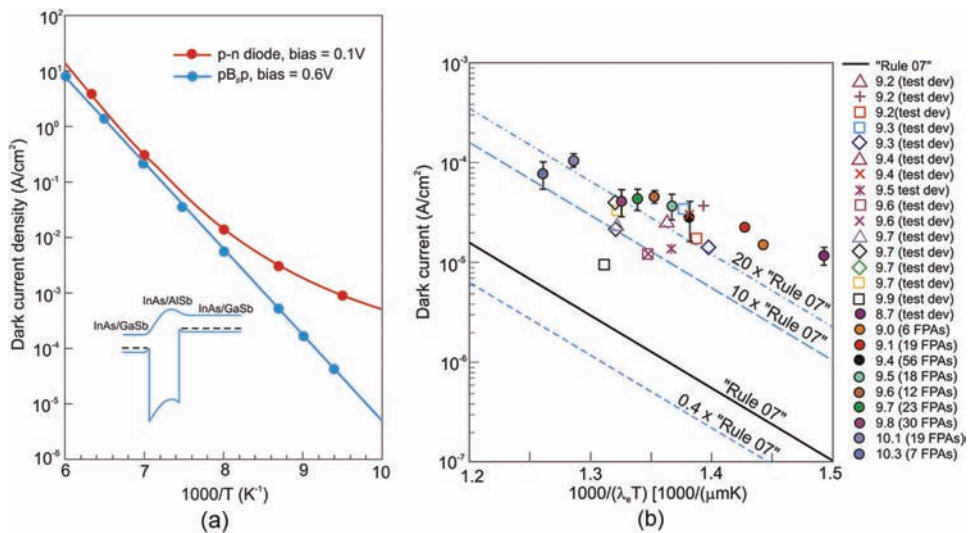 (a)
10^2
10^1
10^0
10^-1
10^-2
10^-3
10^-4
10^-5
10^-6
Dark current density (A/cm²)
p-n diode, bias = 0.1V
pBₚp, bias = 0.6V
InAs/AlSb
InAs/GaSb
InAs/GaSb
6
7
8
9
10
1000/T (K⁻¹)
(a)
(b)
10^-3
10^-4
10^-5
10^-6
10^-7
Dark current (A/cm²)
20 x "Rule 07"
10 x "Rule 07"
"Rule 07"
0.4 x "Rule 07"
1.2
1.3
1.4
1.5
1000/(λₑT) [1000/(μmK)
(b)
"Rule 07"
9.2 (test dev)
9.2 (test dev)
9.2(test dev)
9.3 (test dev)
9.3 (test dev)
9.4 (test dev)
9.4 (test dev)
9.5 test dev)
9.6 (test dev)
9.6 (test dev)
9.7 (test dev)
9.7 (test dev)
9.7 (test dev)
9.7 (test dev)
9.9 (test dev)
8.7 (test dev)
9.0 (6 FPAs)
9.1 (19 FPAs)
9.4 (56 FPAs)
9.5 (18 FPAs)
9.6 (12 FPAs)
9.7 (23 FPAs)
9.8 (30 FPAs)
10.1 (19 FPAs)
10.3 (7 FPAs)